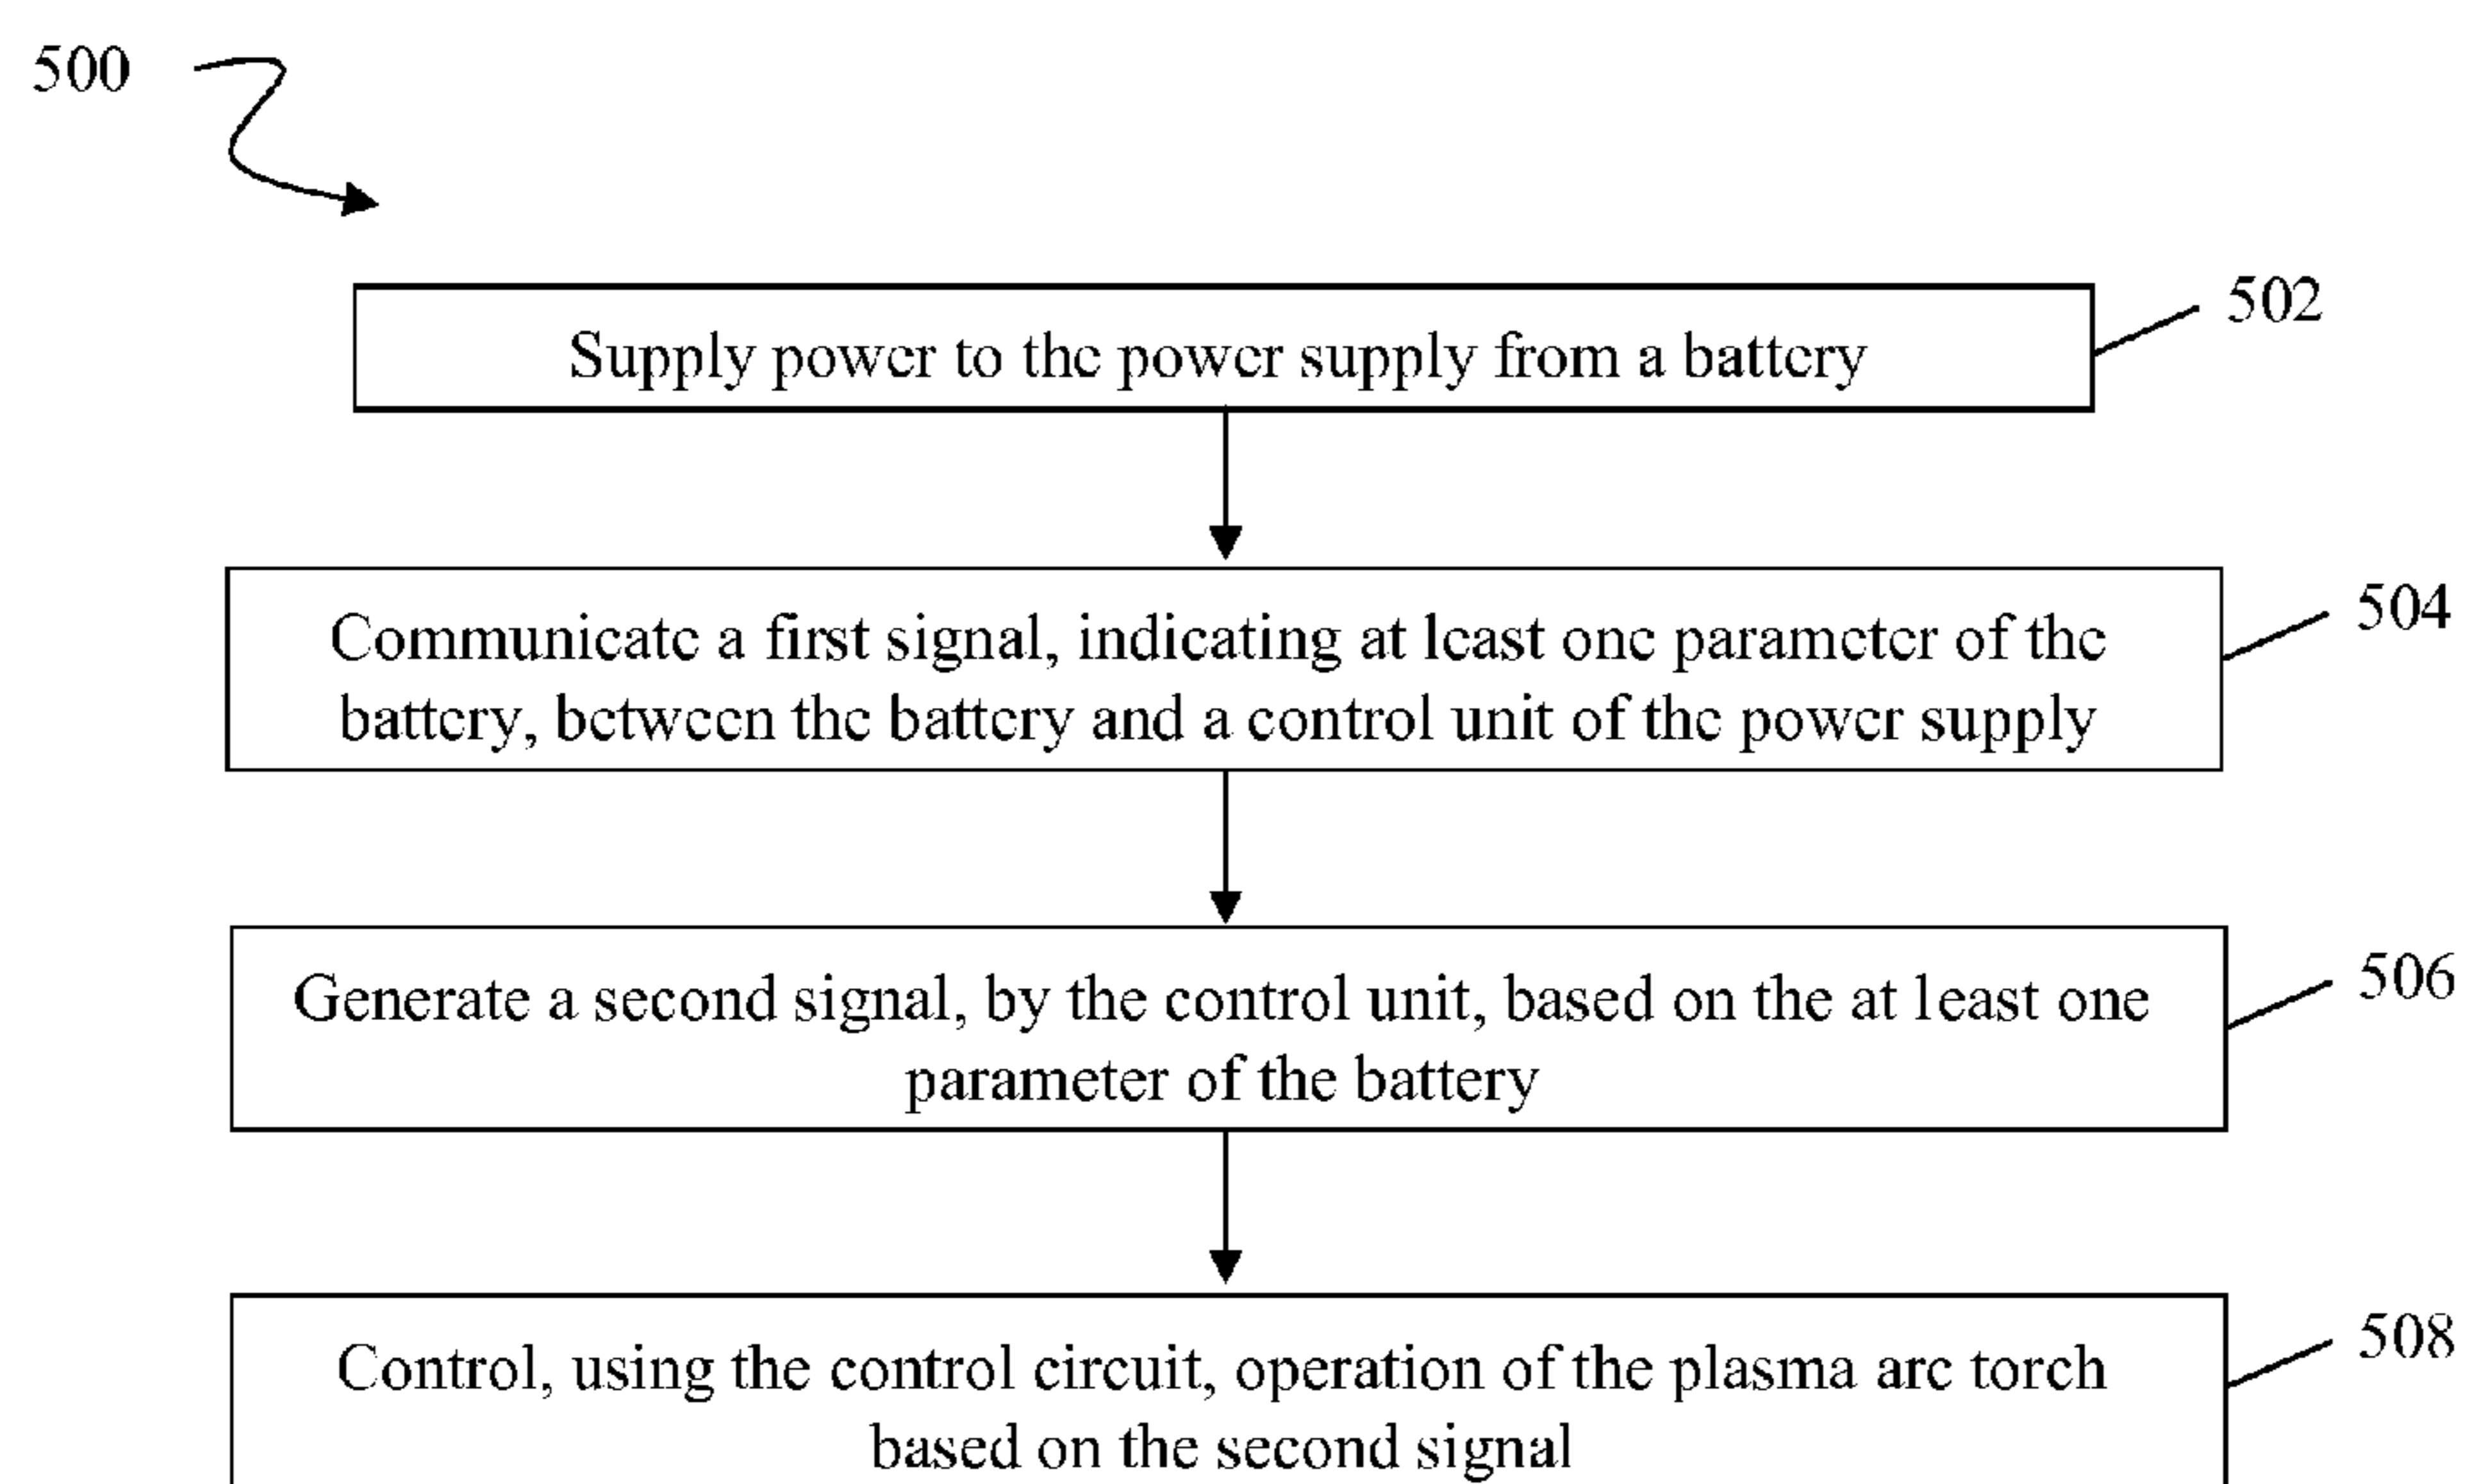 500
502
Supply power to the power supply from a battery
504
Communicate a first signal, indicating at least one parameter of the
battery, between the battery and a control unit of the power supply
506
Generate a second signal, by the control unit, based on the at least one
parameter of the battery
508
Control, using the control circuit, operation of the plasma arc torch
based on the second signal